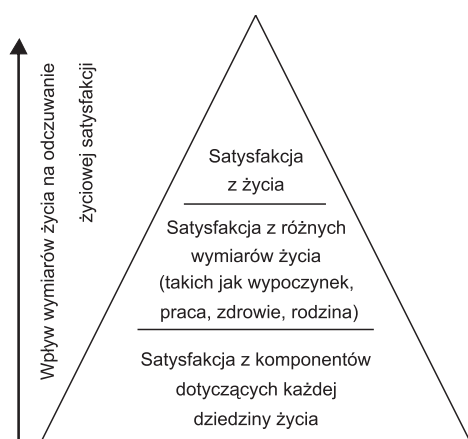 Wpływ wymiarów życia na odczuwanie
życiowej satysfakcji
Satysfakcja
z życia
Satysfakcja z różnych
wymiarów życia
(takich jak wypoczynek,
praca, zdrowie, rodzina)
Satysfakcja z komponentów
dotyczących każdej
dziedziny życia